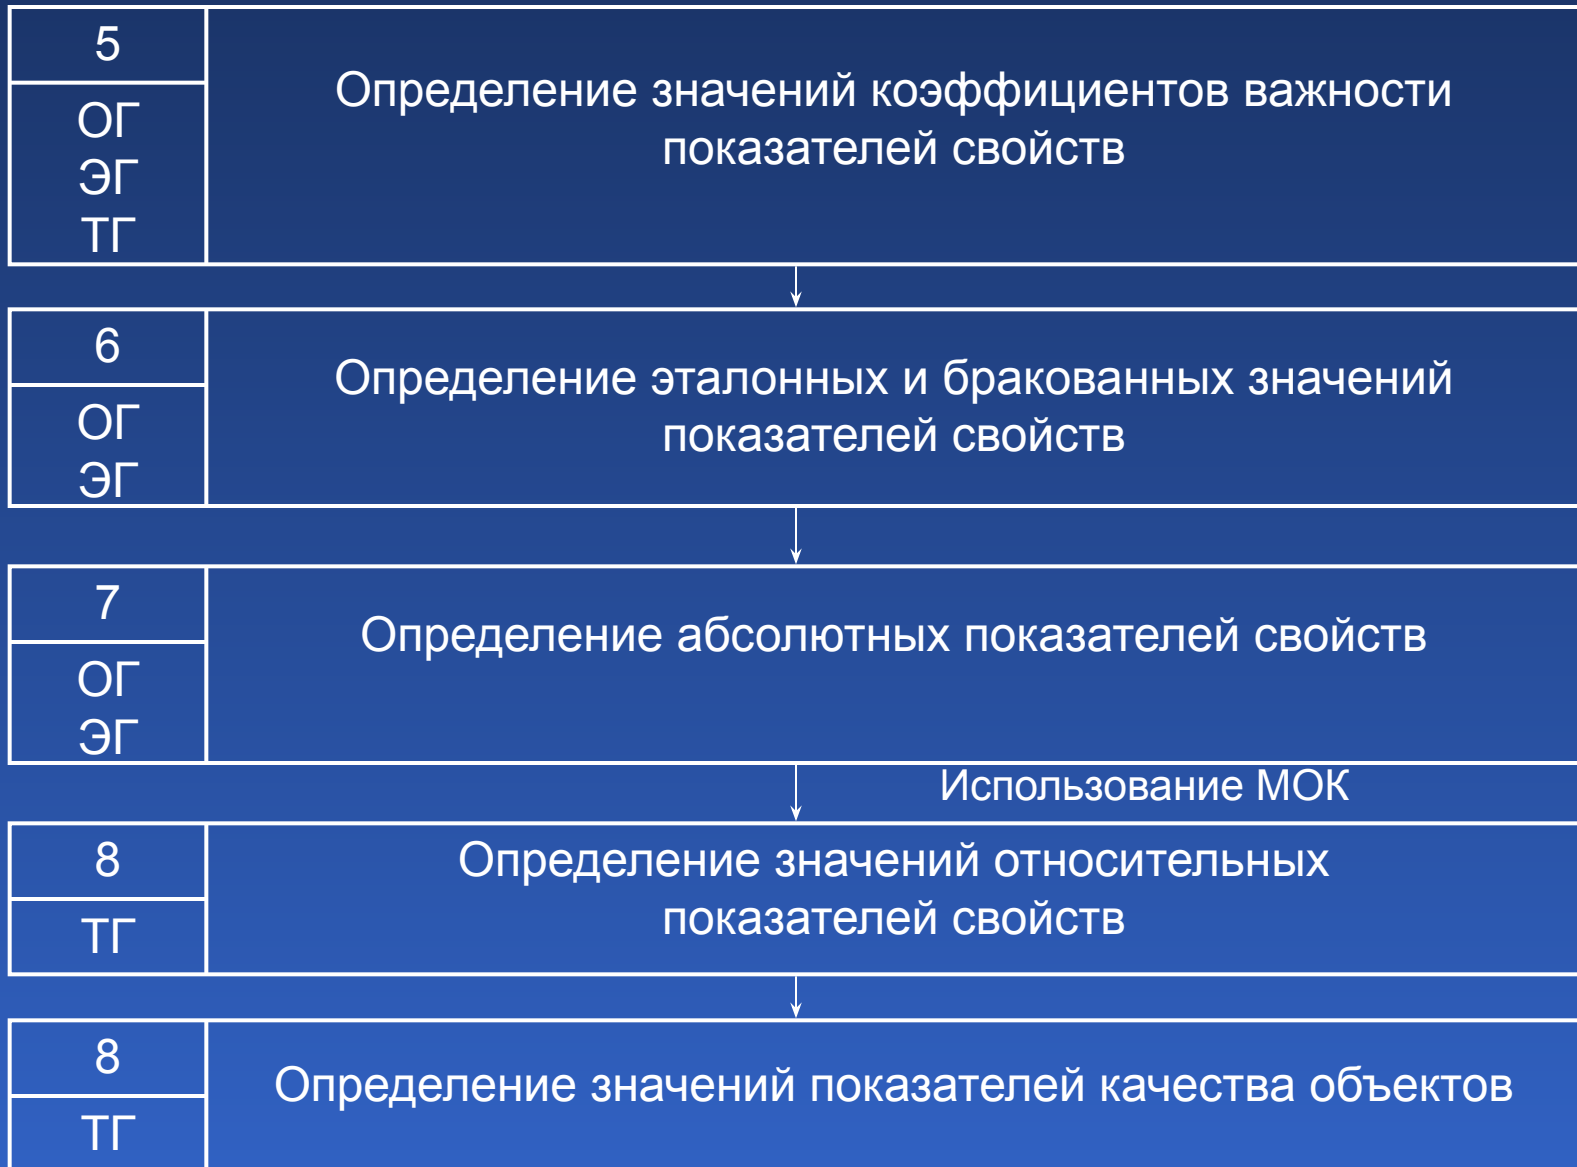 5
ОГ
ЭГ
ТГ
Определение значений коэффициентов важности
показателей свойств
6
ОГ
ЭГ
Определение эталонных и бракованных значений
показателей свойств
7
ОГ
ЭГ
Определение абсолютных показателей свойств
Использование МОК
8
ТГ
Определение значений относительных
показателей свойств
8
ТГ
Определение значений показателей качества объектов